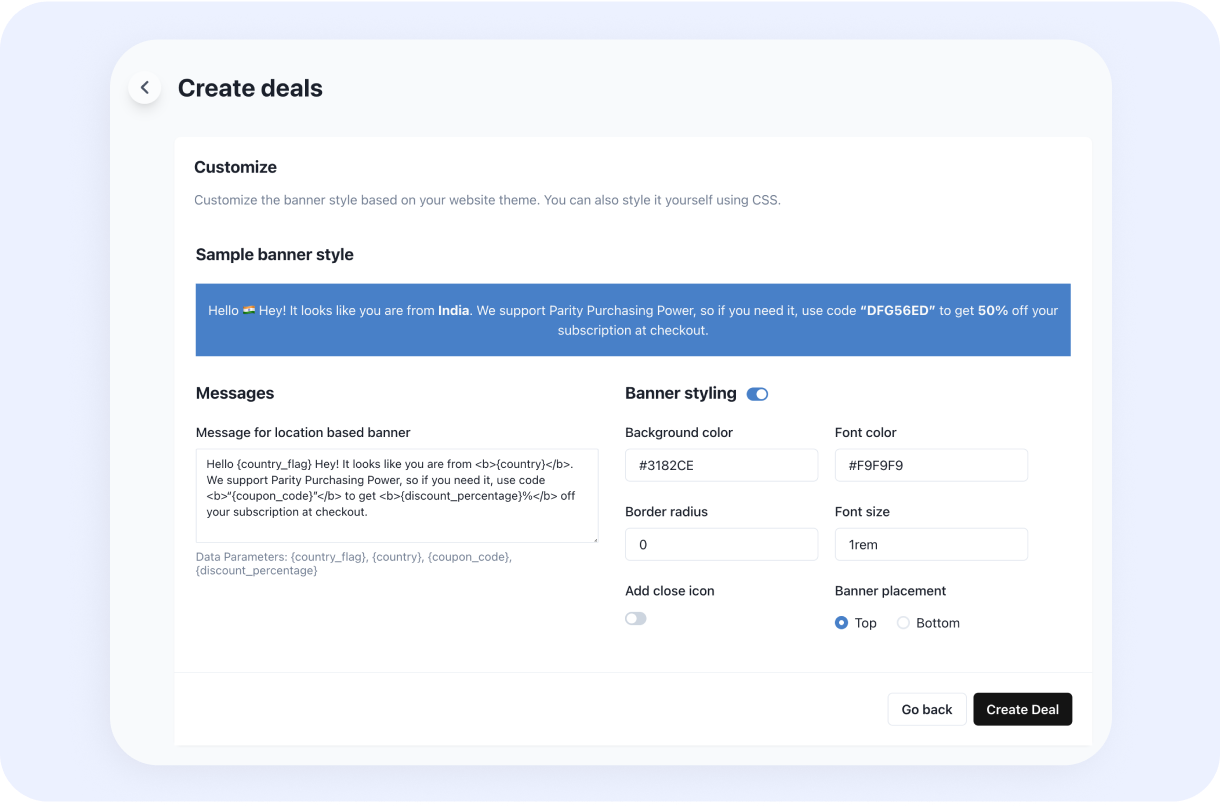 Create deals
Customize
Customize the banner style based on your website theme. You can also style it yourself using CSS.
Sample banner style
Hello 🇮🇳 Hey! It looks like you are from India. We support Parity Purchasing Power, so if you need it, use code “DFG56ED” to get 50% off your
subscription at checkout.
Messages
Message for location based banner
Hello {country_flag} Hey! It looks like you are from <b>{country}</b>.
We support Parity Purchasing Power, so if you need it, use code
<b>“{coupon_code}”</b> to get <b>{discount_percentage}%</b> off
your subscription at checkout.
Data Parameters: {country_flag}, {country}, {coupon_code},
{discount_percentage}
Banner styling
Background color
Font color
#3182CE
#F9F9F9
Border radius
Font size
0
1rem
Add close icon
Banner placement
Top
Bottom
Go back
Create Deal